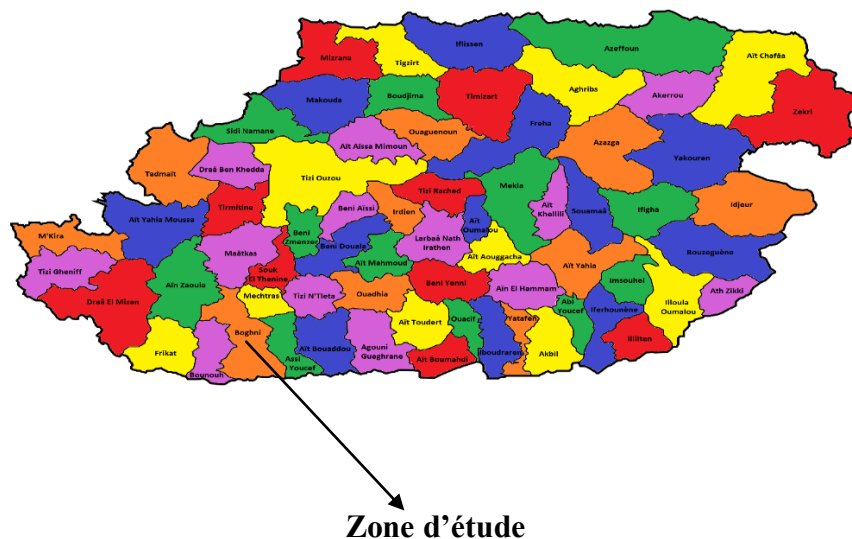 Iflissen
Azeffoun
Mizrana
Tigzirt
Aït Chafâa
Aghribs
Akerrou
Makouda
Boudjima
Timizart
Zekri
Freha
Sidi Namane
Ouaguenoun
Azazga
Aït Aïssa Mimoun
Yakouren
Tadmaït
Draâ Ben Khedda
Tizi Ouzou
Tizi Rached
Mekla
Aït
Khellili
Souamaâ
Ifigha
Idjeur
Tirmitine
Beni Aïssi
Irdjen
Aït Yahia Moussa
Beni
Zmenzer
Aït
Oumalou
M'Kira
Beni Douala
Larbaâ Nath
Irathen
Maâtkas
Aït Aouggacha
Aït Yahia
Bouzeguène
Tizi Gheniff
Aït Mahmoud
Souk
El Thenine
Aïn Zaouia
Beni Yenni
Imsouhel
Aïn El Hammam
Ath Zikki
Draâ El Mizan
Mechtras
Tizi N'Tleta
Ouadhia
Illoula
Oumalou
Abi
Youcef
Iferhounène
Ouacif
Yatafen
Aït Toudert
Boghni
Illilten
Frikat
Aït Bouaddou
Agouni
Gueghrane
Assi
Youcef
Aït Boumahdi
Iboudraren
Akbil
Bounouh
Zone d'étude